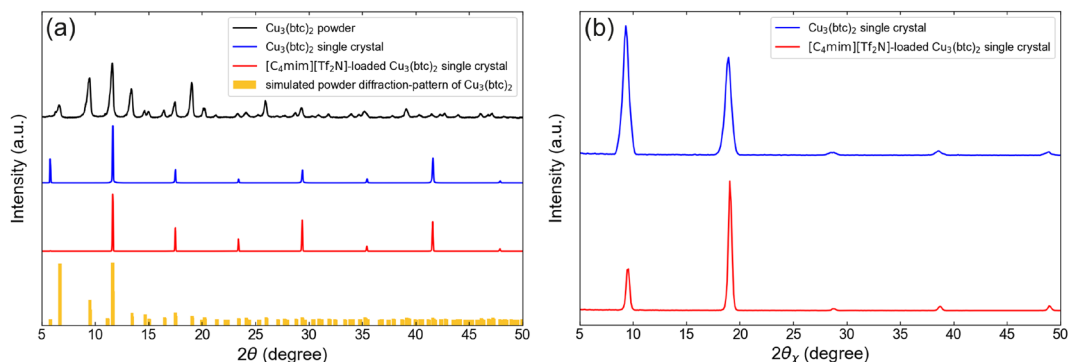 (a)
Cu₃(btc)₂ powder
Cu₃(btc)₂ single crystal
[C₄mim][Tf₂N]-loaded Cu₃(btc)₂ single crystal
simulated powder diffraction-pattern of Cu₃(btc)₂
Intensity (a.u.)
5 10 15 20 25 30 35 40 45 50
2θ (degree)
(b)
Cu₃(btc)₂ single crystal
[C₄mim][Tf₂N]-loaded Cu₃(btc)₂ single crystal
Intensity (a.u.)
5 10 15 20 25 30 35 40 45 50
2θᵪ (degree)